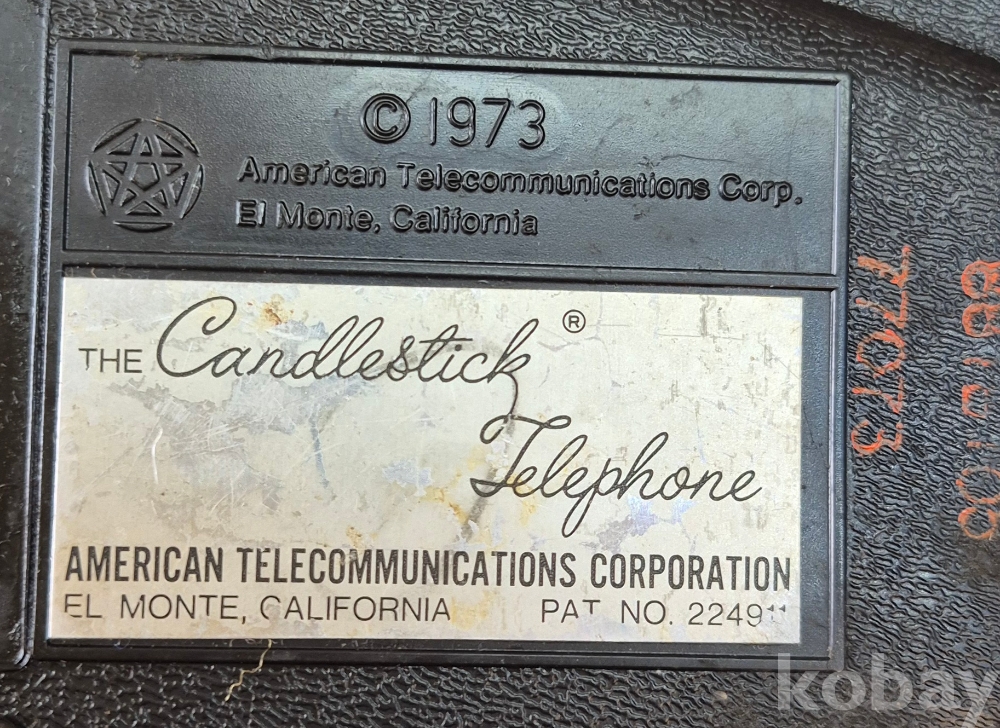 © 1973
American Telecommunications Corp.
El Monte, California
THE Candlestick ®
Telephone
AMERICAN TELECOMMUNICATIONS CORPORATION
EL MONTE, CALIFORNIA PAT NO.
kobay